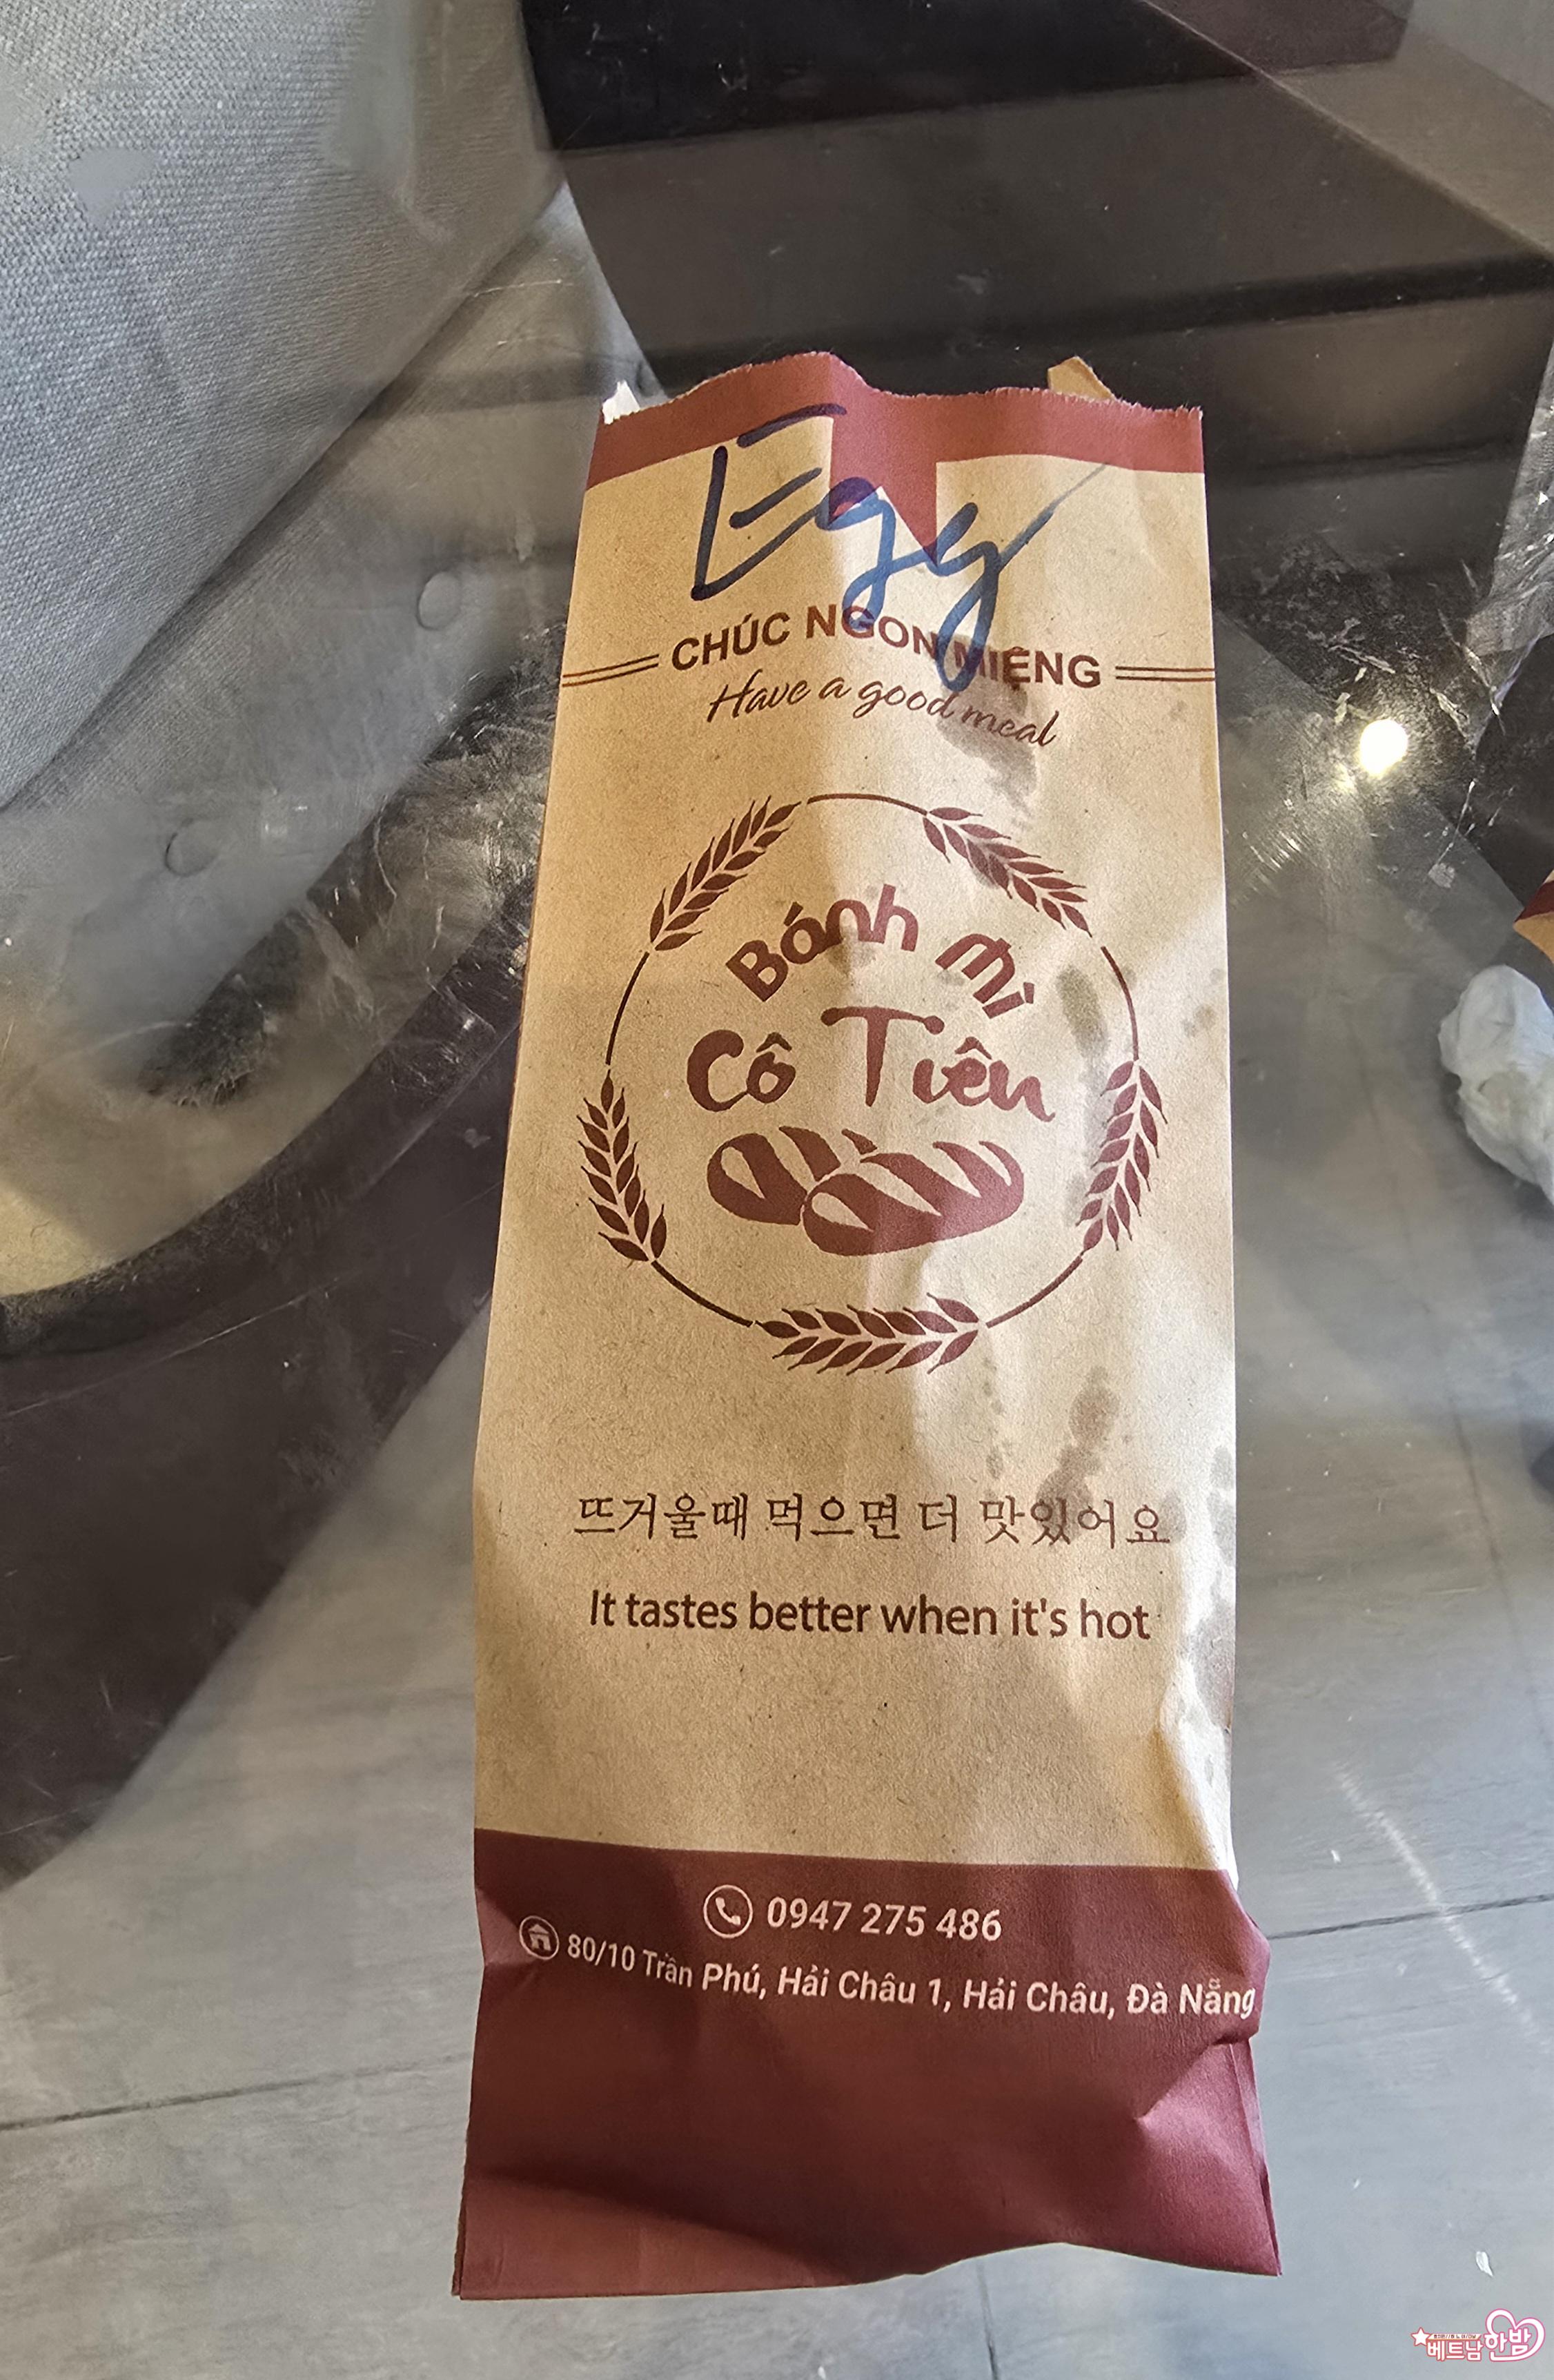 Egg
CHÚC NGON MIỆNG
Have a good meal
Bánh mì
Cô Tiên
뜨거울때 먹으면 더 맛있어요
It tastes better when it's hot
0947 275 486
80/10 Trần Phú, Hải Châu 1, Hải Châu, Đà Nẵng
베트남 한밤